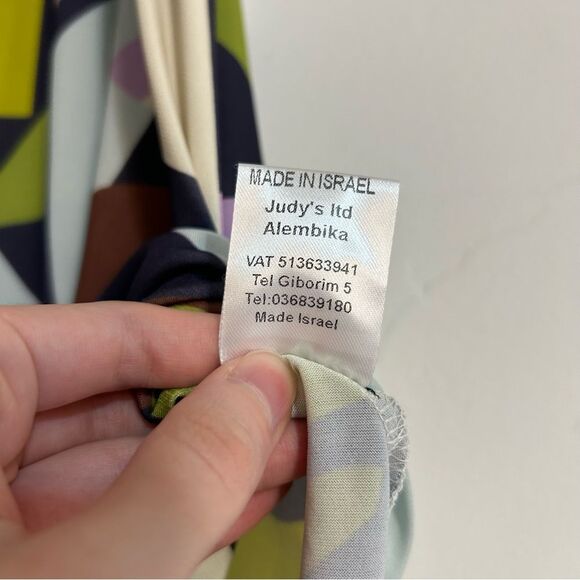 MADE IN ISRAEL
Judy's ltd
Alembika
VAT 513633941
Tel Giborim 5
Tel:036839180
Made Israel